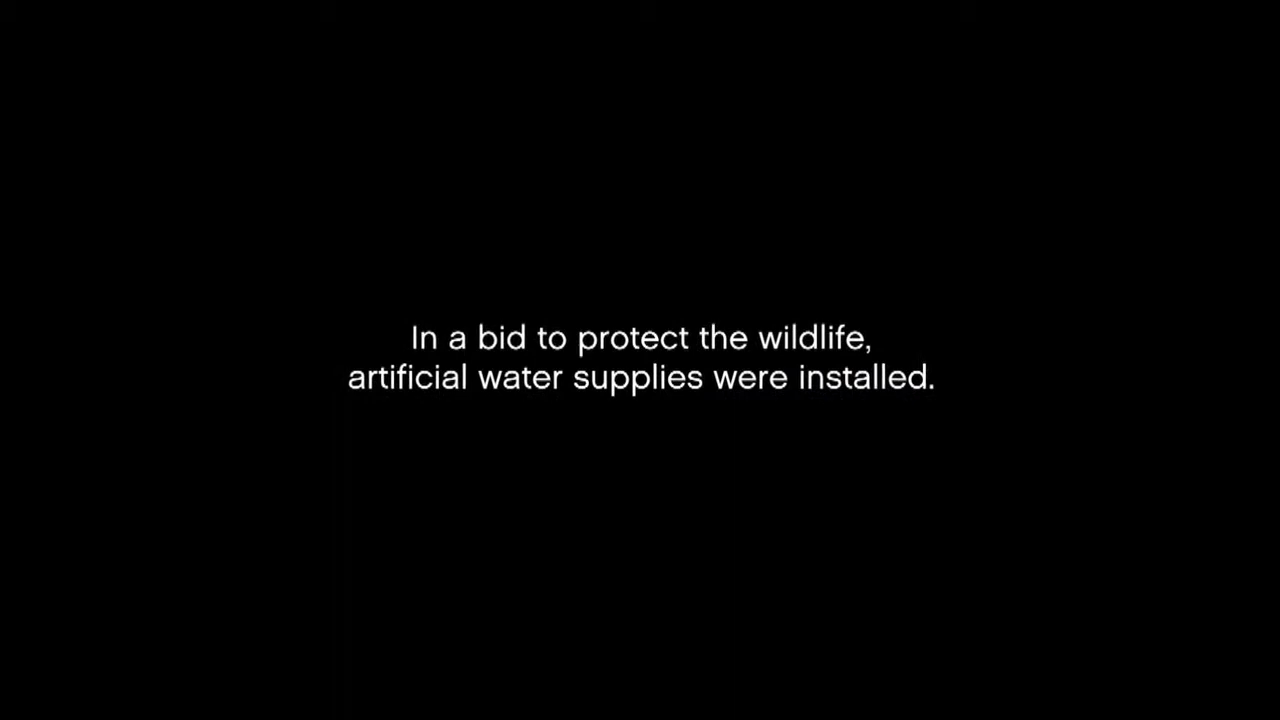 In a bid to protect the wildlife,
artificial water supplies were installed.